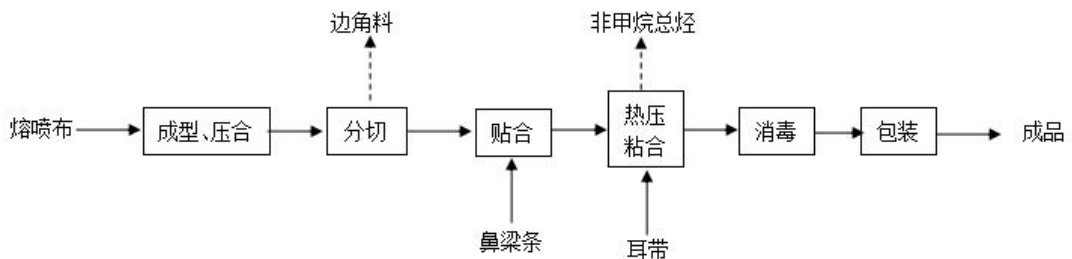 边角料
非甲烷总烃
熔喷布
成型、压合
分切
贴合
热压
粘合
消毒
包装
成品
鼻梁条
耳带